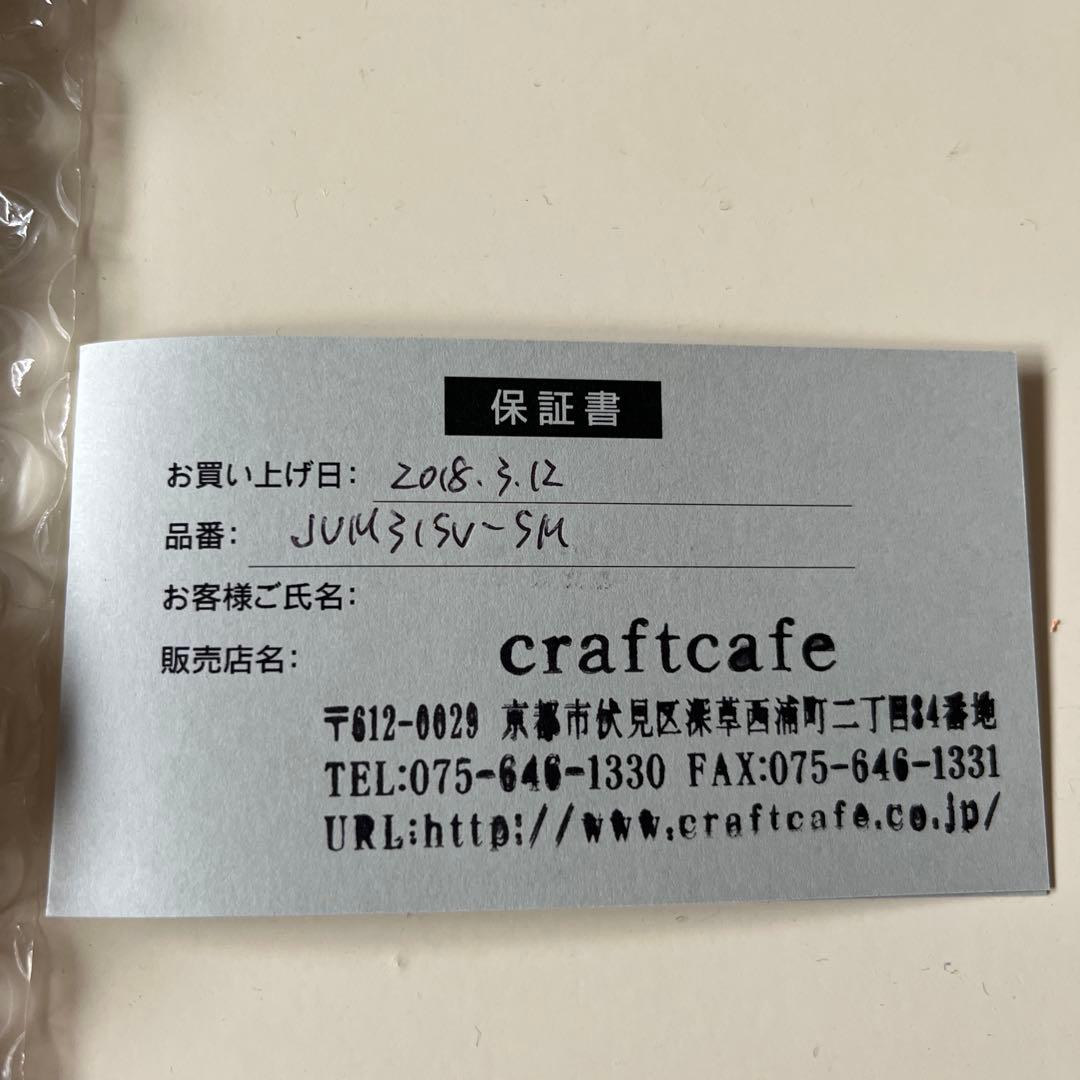 保証書
お買い上げ日: 2018.3.12
品番: JUM31SV-SM
お客様ご氏名:
販売店名: craftcafe
〒612-0029 京都市伏見区深草西浦町二丁目84番地
TEL:075-646-1330 FAX:075-646-1331
URL:http://www.craftcafe.co.jp/